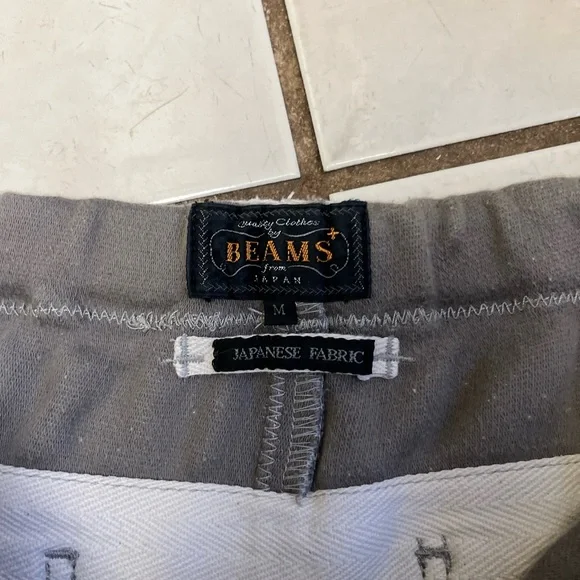 Quality Clothes
by
BEAMS+
from
JAPAN
M
JAPANESE FABRIC